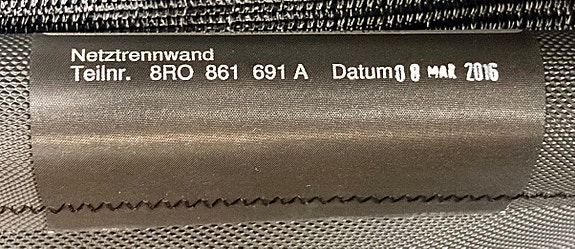 Netztrennwand
Teilnr. 8RO 861 691 A Datum 08 MAR 2016